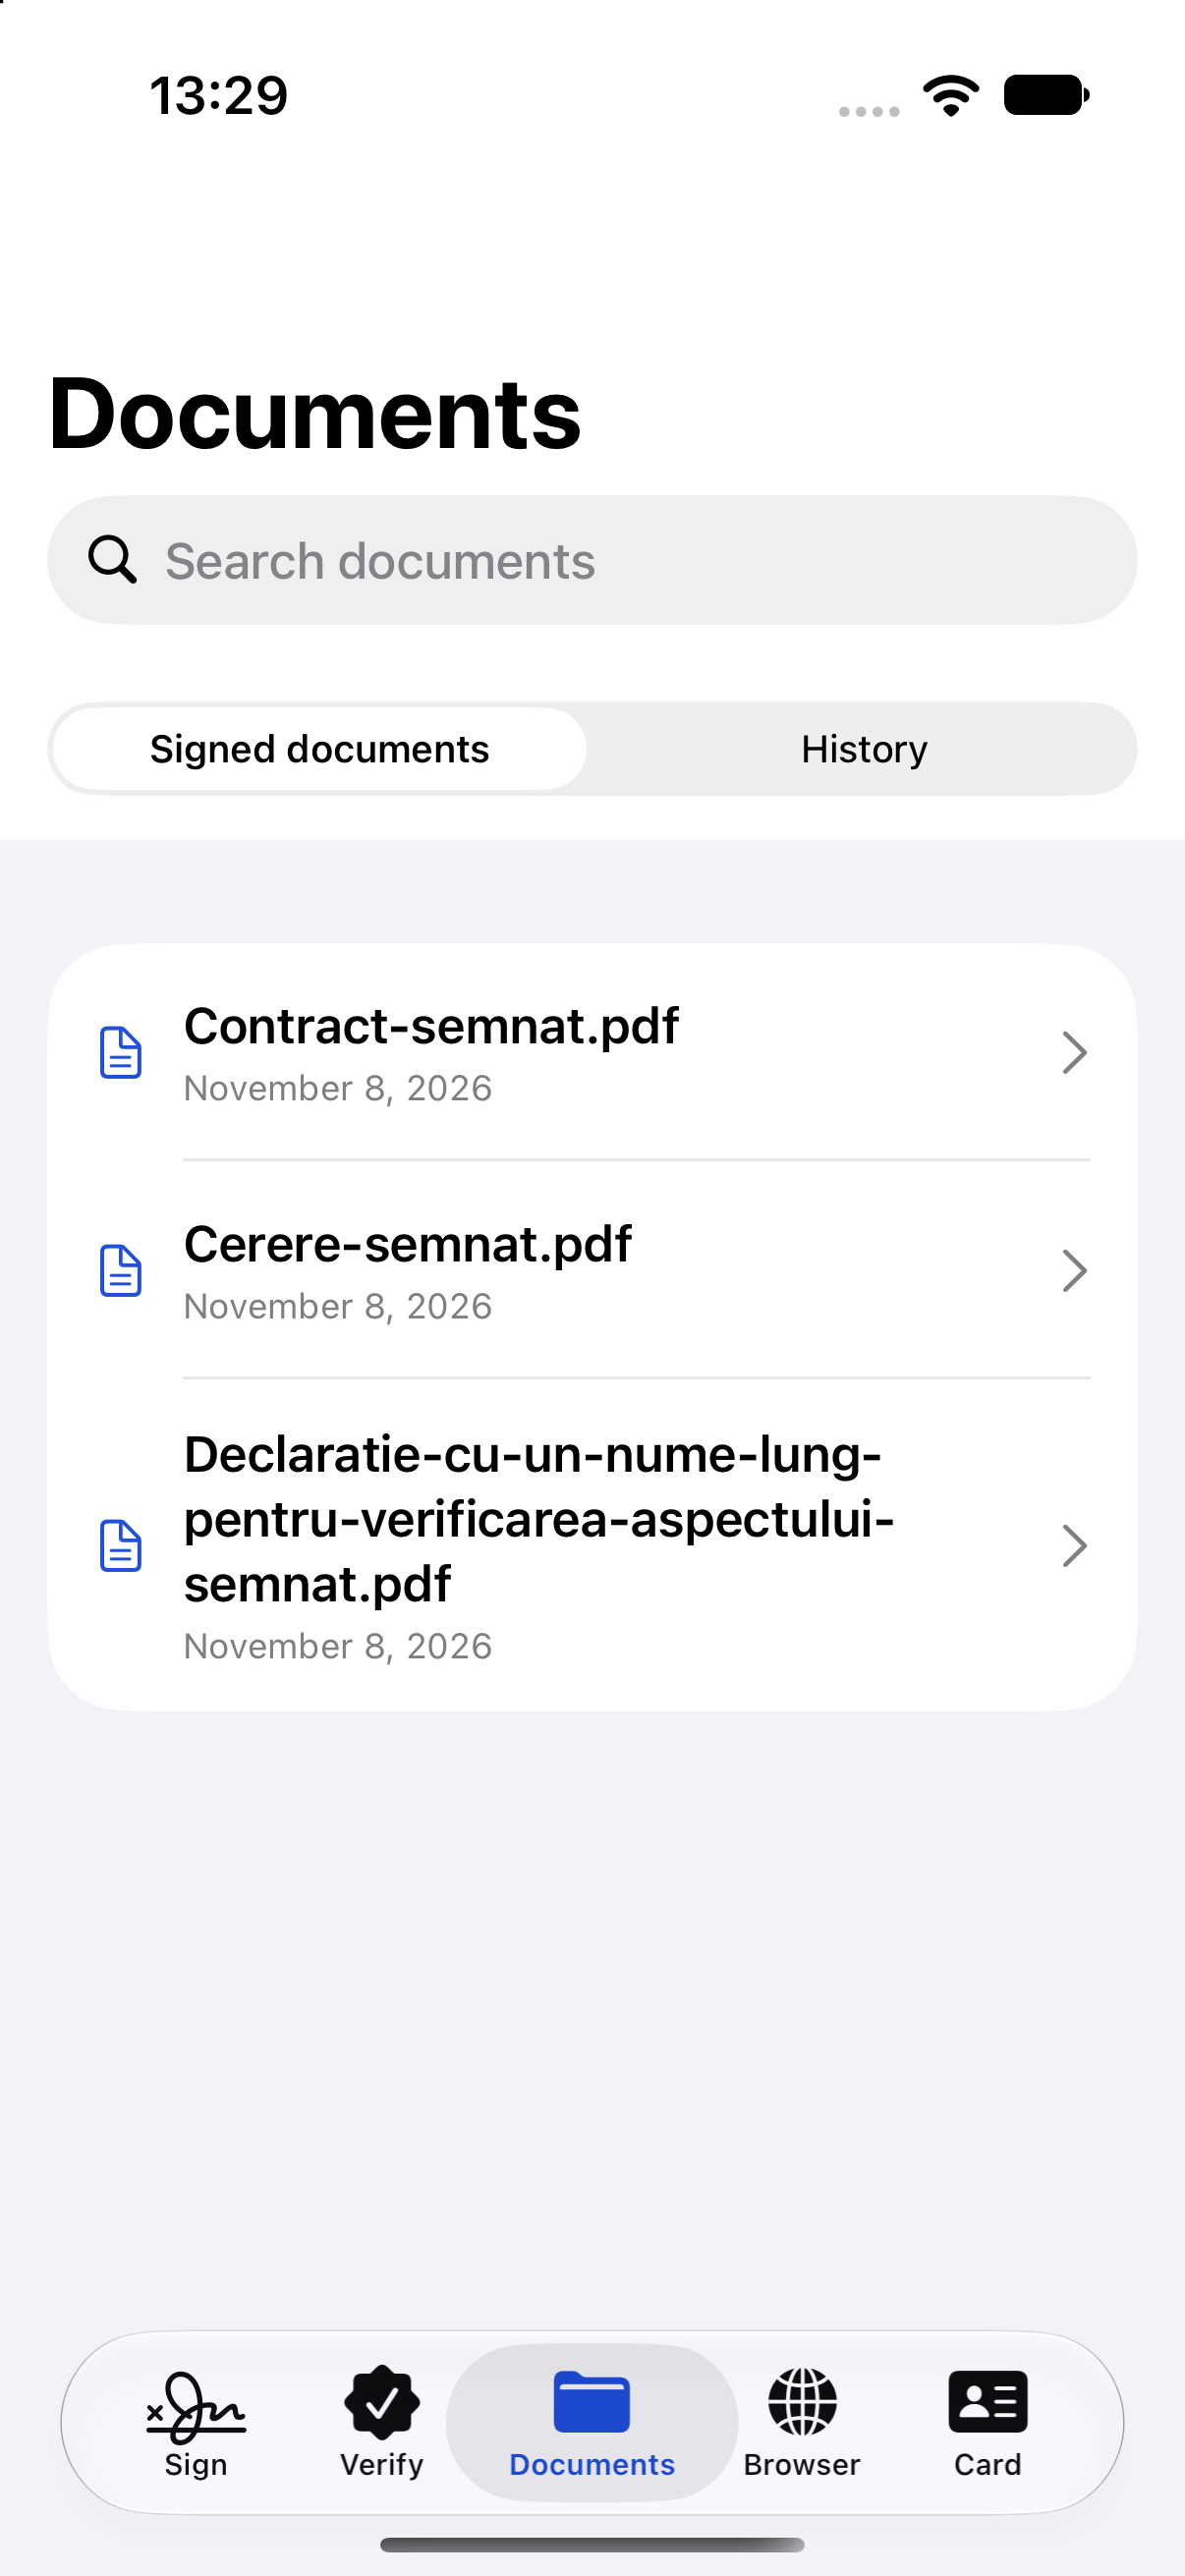 13:29
Documents
Search documents
Signed documents
History
Contract-semnat.pdf
November 8, 2026
Cerere-semnat.pdf
November 8, 2026
Declaratie-cu-un-nume-lung-
pentru-verificarea-aspectului-
semnat.pdf
November 8, 2026
Sign
Verify
Documents
Browser
Card